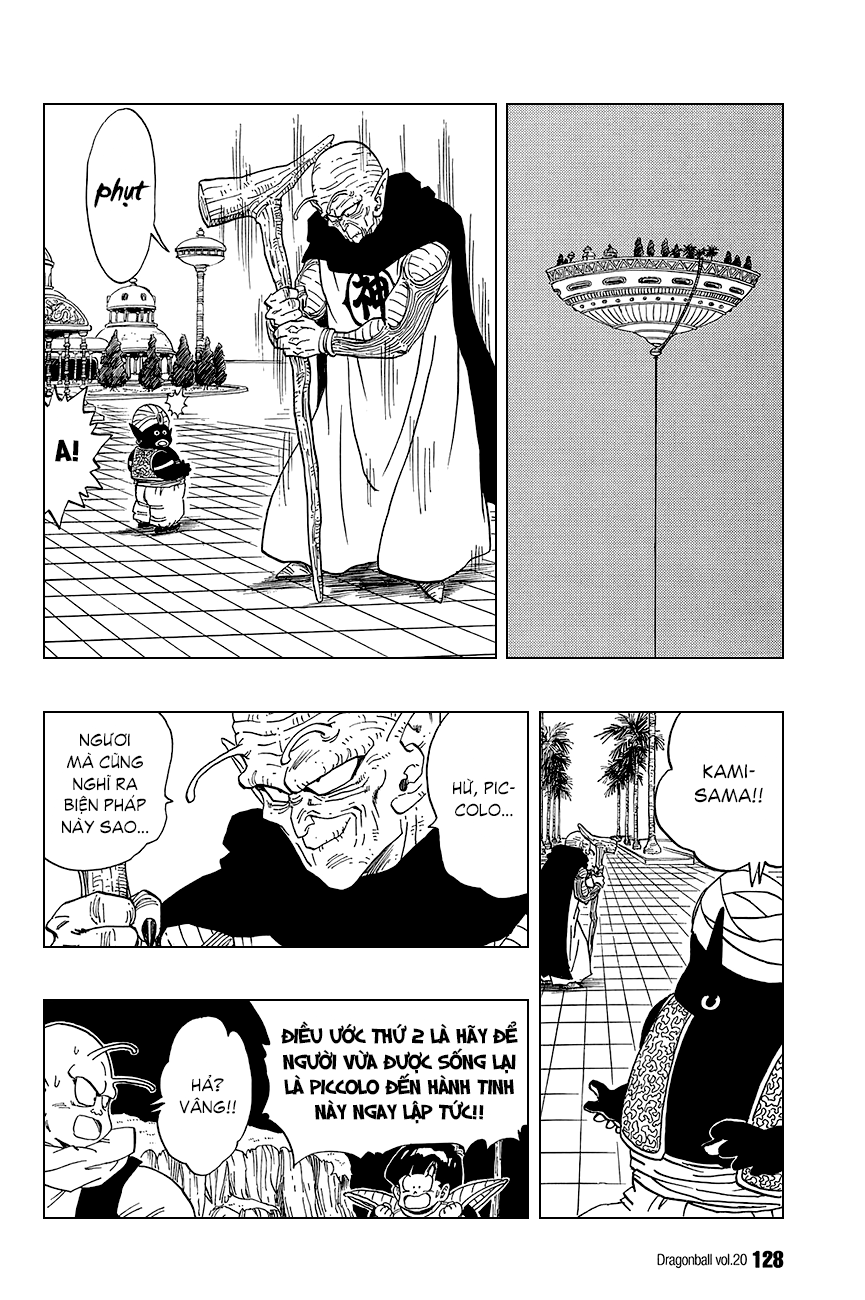 phụt
A!
神
KAMI-
SAMA!!
HỪ, PIC-
COLO...
NGƯƠI
MÀ CŨNG
NGHĨ RA
BIỆN PHÁP
NÀY SAO...
ĐIỀU ƯỚC THỨ 2 LÀ HÃY ĐỂ
NGƯỜI VỪA ĐƯỢC SỐNG LẠI
LÀ PICCOLO ĐẾN HÀNH TINH
NÀY NGAY LẬP TỨC!!
HẢ?
VÂNG!!
Dragonball vol.20 128